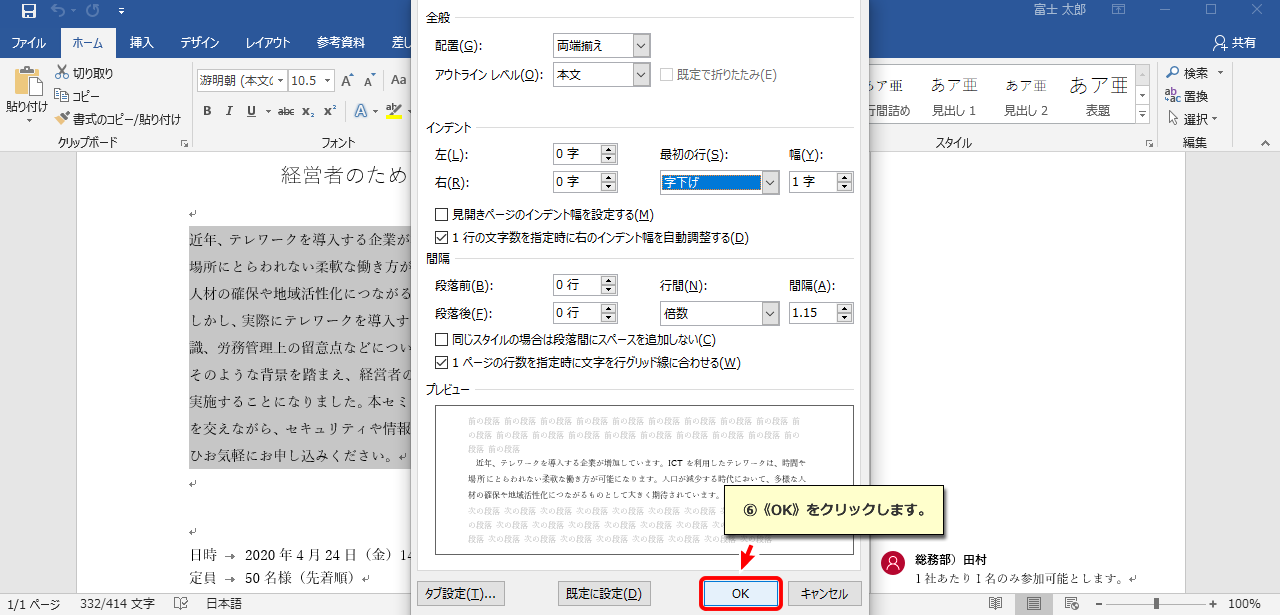 富士 太郎
ファイル ホーム 挿入 デザイン レイアウト 参考資料 差し
共有
貼り付け
切り取り
コピー
書式のコピー/貼り付け
クリップボード
游明朝 (本文の 10.5 A A Aa
B I U abc x₂ x² A ab
フォント
あア亜 あア亜 あア亜 あア亜
行間詰め 見出し 1 見出し 2 表題
スタイル
検索
置換
選択
編集
全般
配置(G): 両端揃え
アウトライン レベル(O): 本文 既定で折りたたみ(E)
インデント
左(L): 0 字 最初の行(S): 幅(Y):
右(R): 0 字 字下げ 1 字
見開きページのインデント幅を設定する(M)
1 行の文字数を指定時に右のインデント幅を自動調整する(D)
間隔
段落前(B): 0 行 行間(N): 間隔(A):
段落後(F): 0 行 倍数 1.15
同じスタイルの場合は段落間にスペースを追加しない(C)
1 ページの行数を指定時に文字を行グリッド線に合わせる(W)
プレビュー
前の段落 前の段落 前の段落 前の段落 前の段落 前の段落 前の段落 前の段落 前の段落 前
の段落 前の段落 前の段落 前の段落 前の段落 前の段落 前の段落 前の段落 前の段落 前の
段落 前の段落
近年、テレワークを導入する企業が増加しています。ICT を利用したテレワークは、時間や
場所にとらわれない柔軟な働き方が可能になります。人口が減少する時代において、多様な人
材の確保や地域活性化につながるものとして大きく期待されています。
次の段落 次の段落 次の段落 次の段落 次の段落 次の段落 次の段
の段落 次の段落 次の段落 次の段落 次の段落 次の段落 次の段
段落 次の段落 次の段落 次の段落 次の段落 次の段落 次の段落 次の段落
タブ設定(T)... 既定に設定(D) OK キャンセル
⑥《OK》をクリックします。
経営者のため
近年、テレワークを導入する企業が
場所にとらわれない柔軟な働き方が
人材の確保や地域活性化につながる
しかし、実際にテレワークを導入す
識、労務管理上の留意点などについ
そのような背景を踏まえ、経営者の
実施することになりました。本セミ
を交えながら、セキュリティや情報
ひお気軽にお申し込みください。
日時 → 2020 年 4 月 24 日（金）14
定員 → 50 名様（先着順）
総務部）田村
1 社あたり 1 名のみ参加可能とします。
1/1 ページ 332/414 文字 日本語
100%